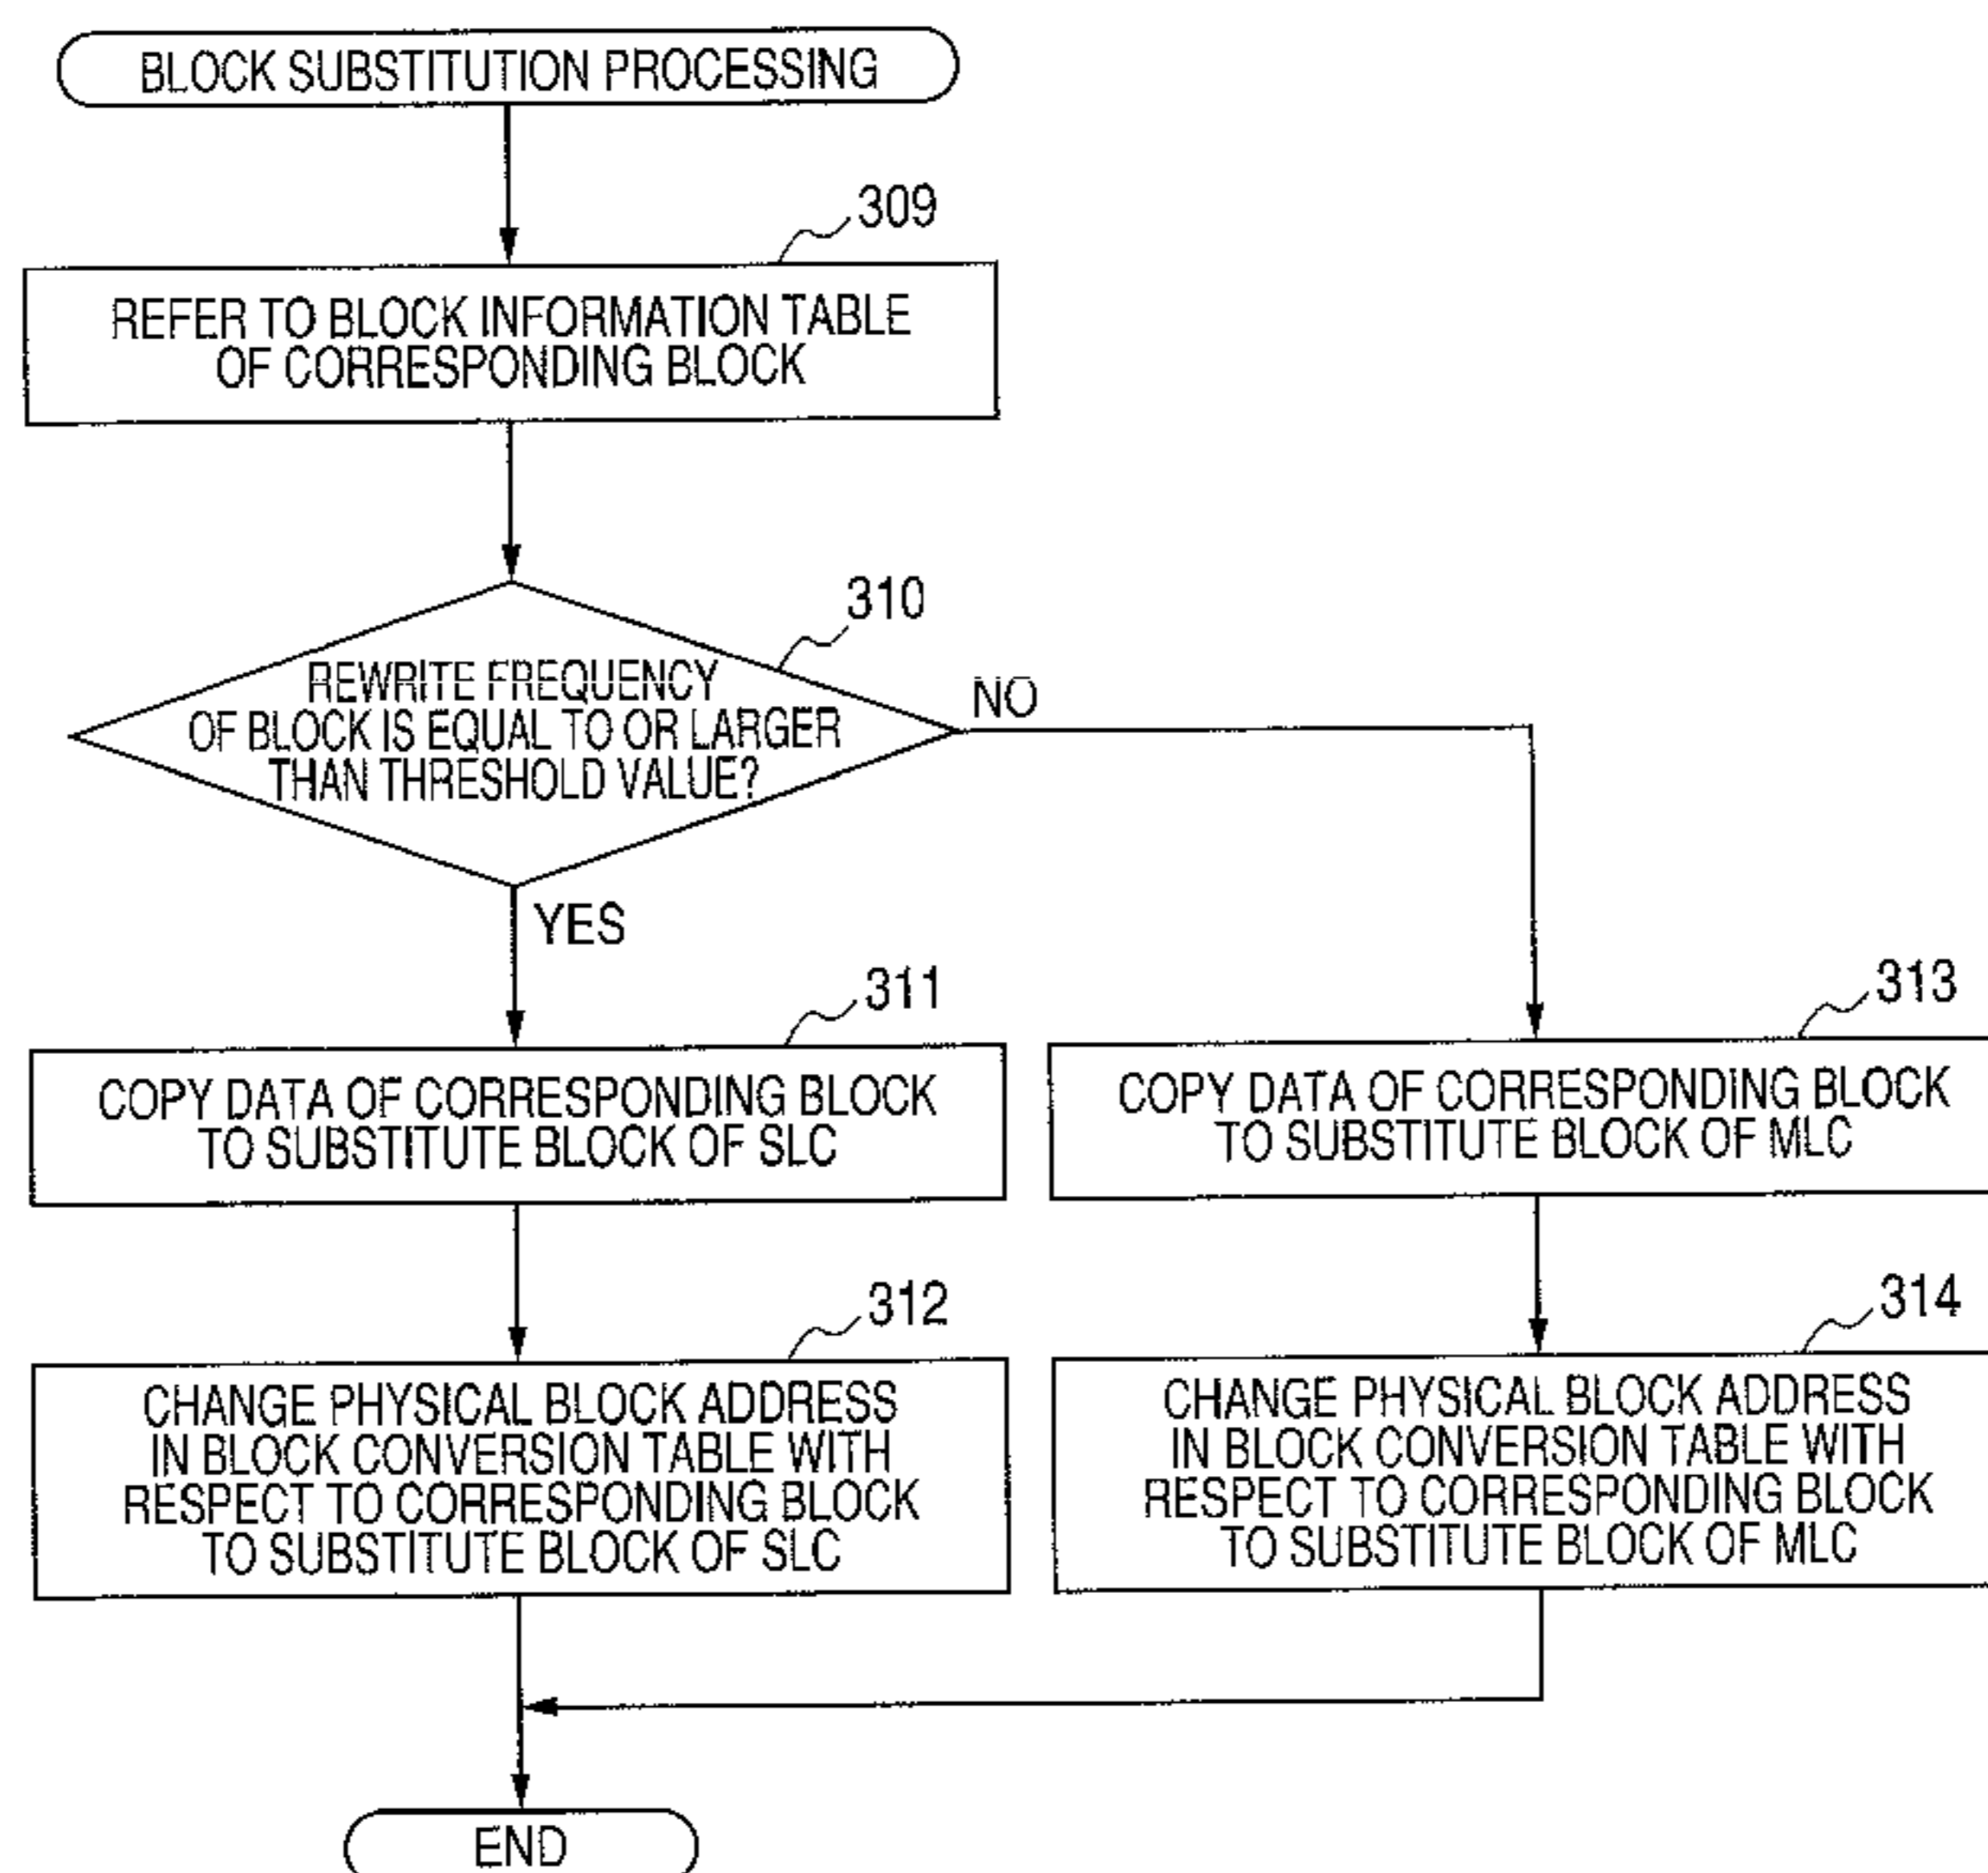 BLOCK SUBSTITUTION PROCESSING
309
REFER TO BLOCK INFORMATION TABLE
OF CORRESPONDING BLOCK
310
REWRITE FREQUENCY
OF BLOCK IS EQUAL TO OR LARGER
THAN THRESHOLD VALUE?
NO
YES
311
COPY DATA OF CORRESPONDING BLOCK
TO SUBSTITUTE BLOCK OF SLC
313
COPY DATA OF CORRESPONDING BLOCK
TO SUBSTITUTE BLOCK OF MLC
312
CHANGE PHYSICAL BLOCK ADDRESS
IN BLOCK CONVERSION TABLE WITH
RESPECT TO CORRESPONDING BLOCK
TO SUBSTITUTE BLOCK OF SLC
314
CHANGE PHYSICAL BLOCK ADDRESS
IN BLOCK CONVERSION TABLE WITH
RESPECT TO CORRESPONDING BLOCK
TO SUBSTITUTE BLOCK OF MLC
END